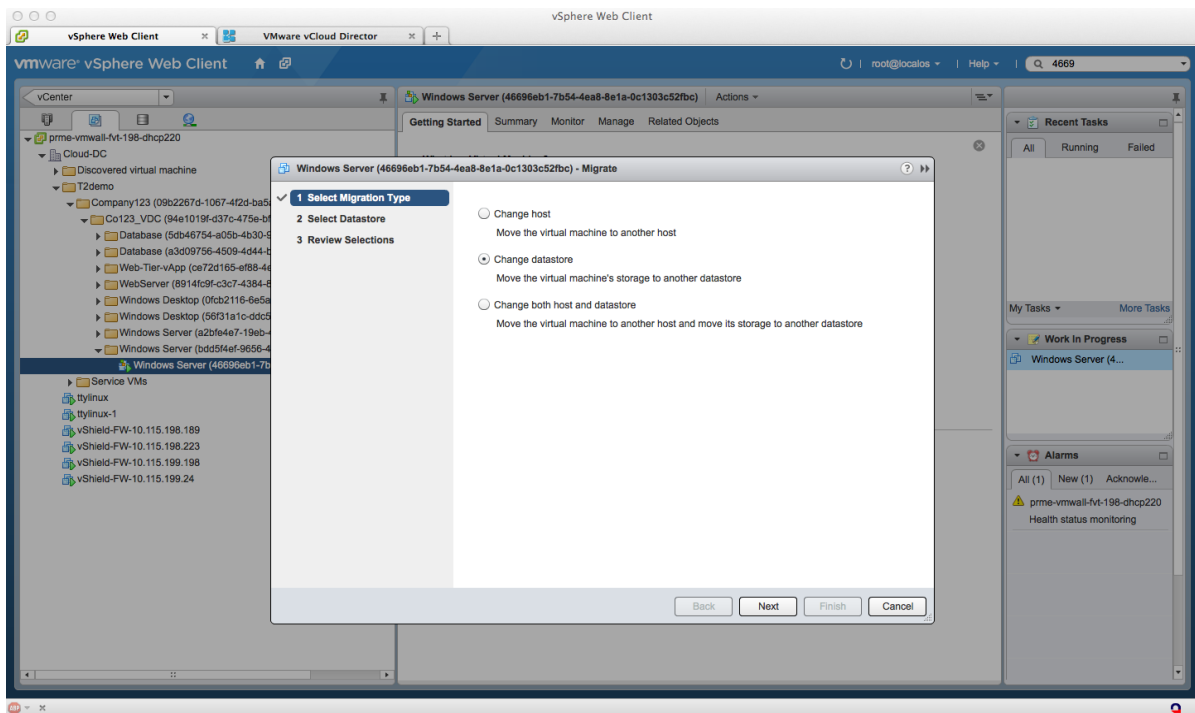 vSphere Web Client
vSphere Web Client
VMware vCloud Director
vmware vSphere Web Client
root@localos
Help
4669
vCenter
prme-vmwall-fvt-198-dhcp220
Cloud-DC
Discovered virtual machine
T2demo
Company123 (09b2267d-1067-4f2d-ba5
Co123_VDC (94e1019f-d37c-475e-bf
Database (5db46754-a05b-4b30-9
Database (a3d09756-4509-4d44-b
Web-Tier-vApp (ce72d165-ef88-4e
WebServer (8914fc9f-c3c7-4384-8
Windows Desktop (0fcb2116-6e5a
Windows Desktop (56f31a1c-ddc5
Windows Server (a2bfe4e7-19eb-4
Windows Server (bdd5f4ef-9656-4
Windows Server (46696eb1-7b
Service VMs
ttylinux
ttylinux-1
vShield-FW-10.115.198.189
vShield-FW-10.115.198.223
vShield-FW-10.115.199.198
vShield-FW-10.115.199.24
Windows Server (46696eb1-7b54-4ea8-8e1a-0c1303c52fbc)
Actions
Getting Started
Summary
Monitor
Manage
Related Objects
Windows Server (46696eb1-7b54-4ea8-8e1a-0c1303c52fbc) - Migrate
1 Select Migration Type
2 Select Datastore
3 Review Selections
Change host
Move the virtual machine to another host
Change datastore
Move the virtual machine's storage to another datastore
Change both host and datastore
Move the virtual machine to another host and move its storage to another datastore
Back
Next
Finish
Cancel
Recent Tasks
All
Running
Failed
My Tasks
More Tasks
Work In Progress
Windows Server (4...
Alarms
All (1)
New (1)
Acknowle...
prme-vmwall-fvt-198-dhcp220
Health status monitoring